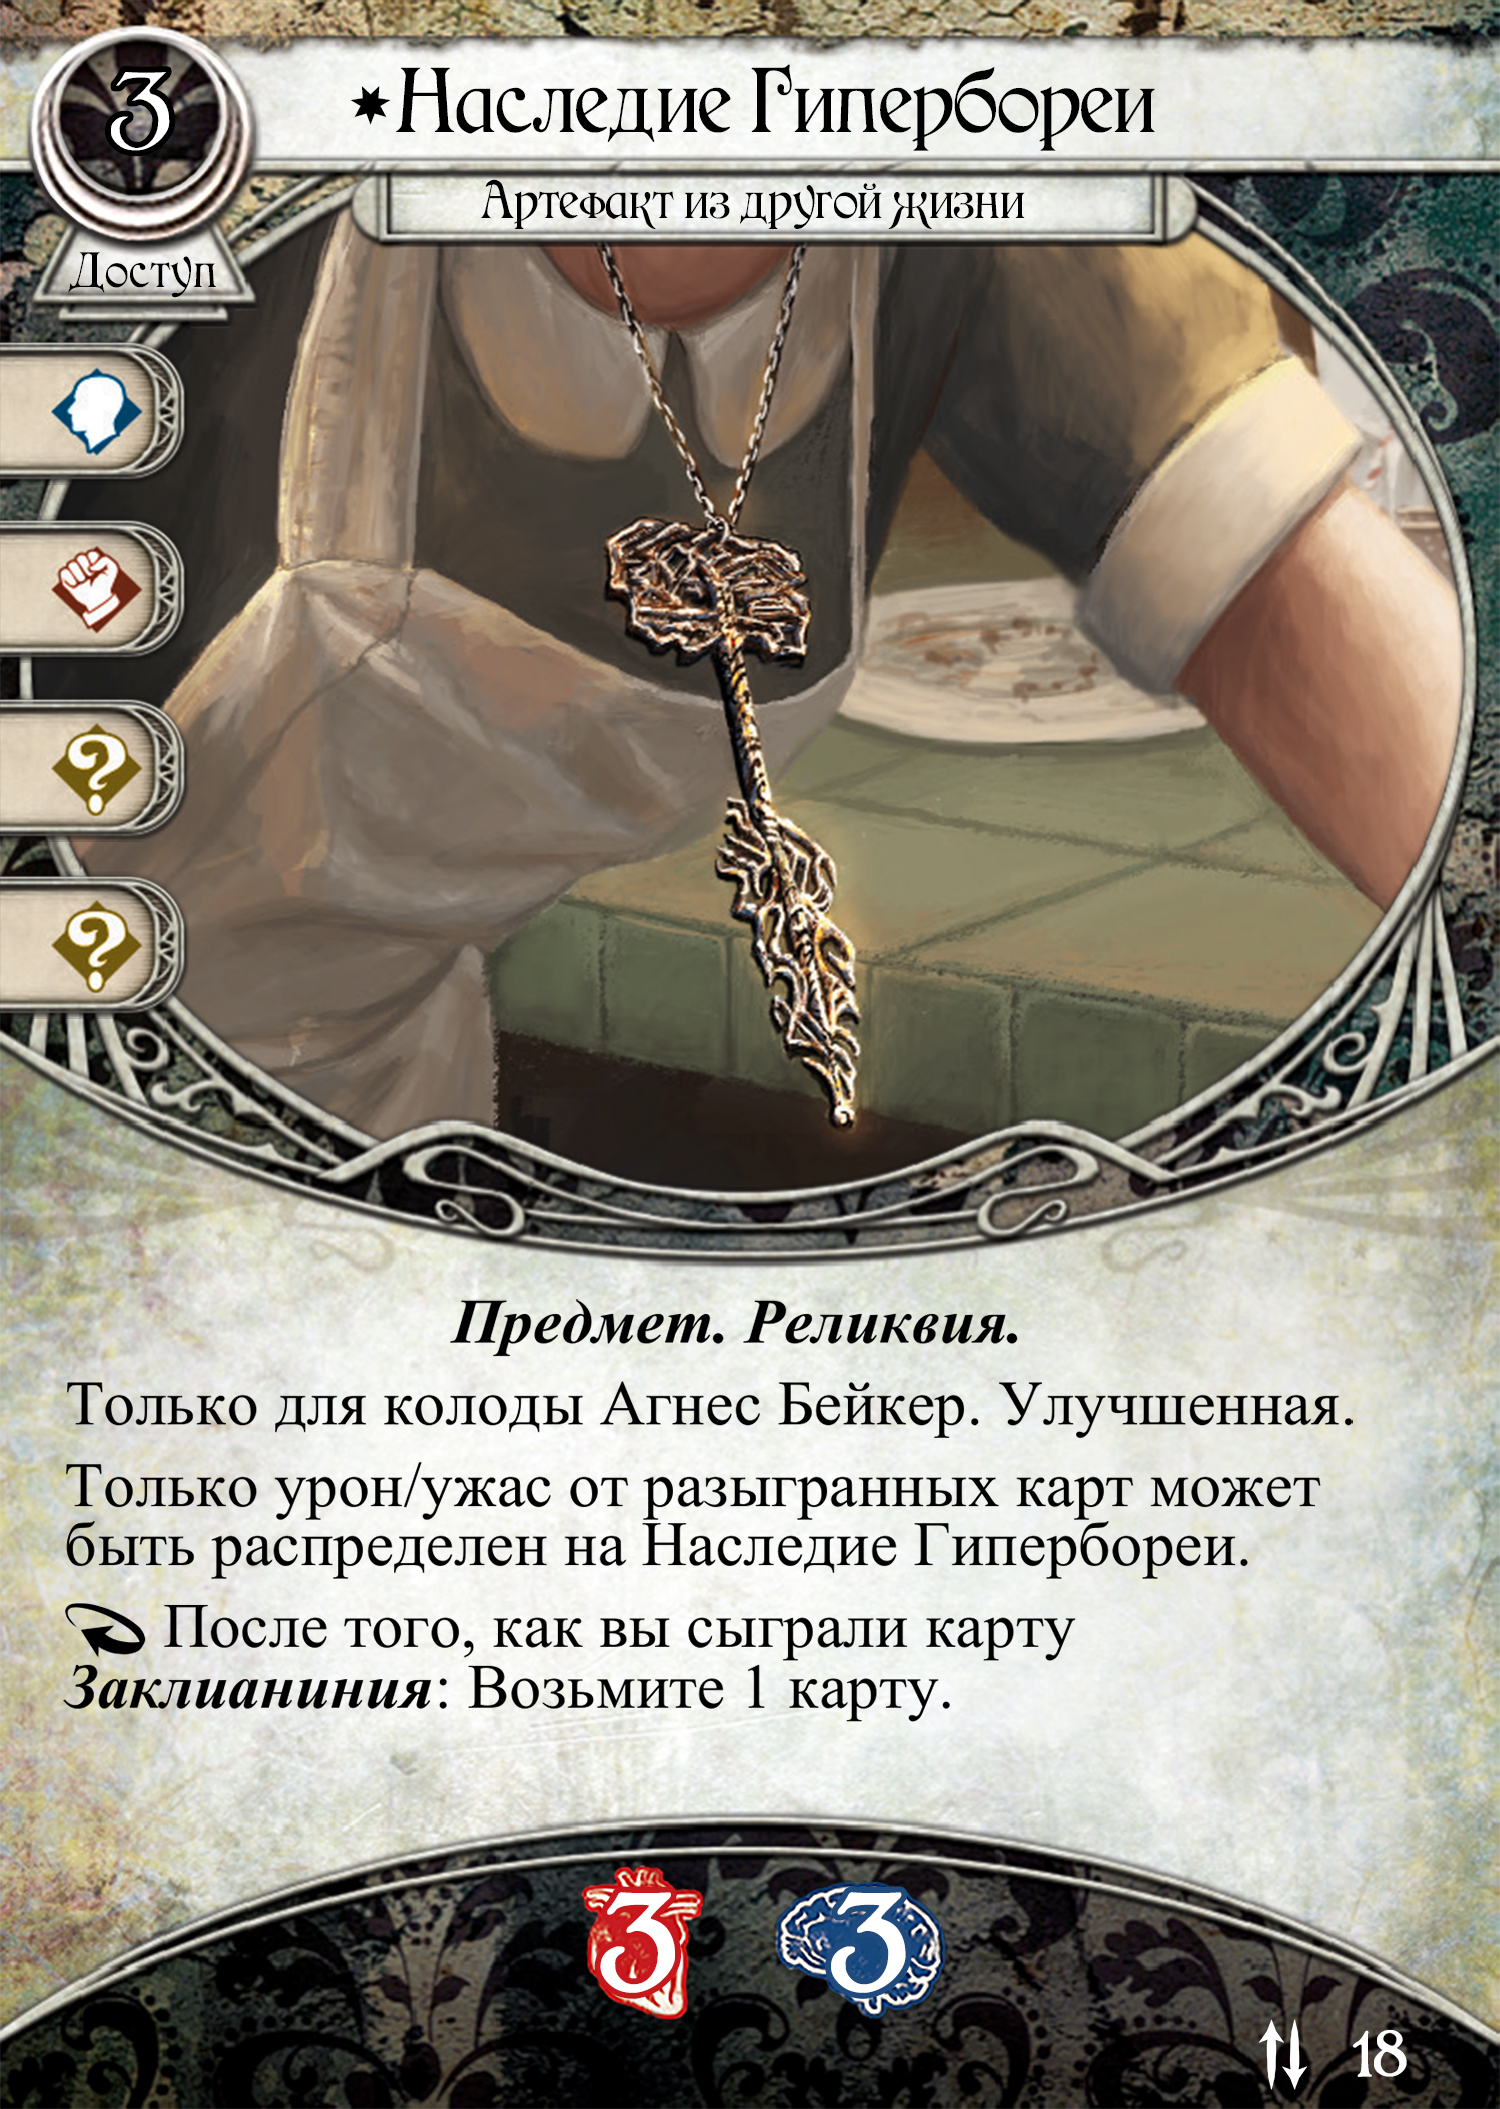 3
Наследие Гипербореи
Артефакт из другой жизни
Доступ
Предмет. Реликвия.
Только для колоды Агнес Бейкер. Улучшенная.
Только урон/ужас от разыгранных карт может
быть распределен на Наследие Гипербореи.
После того, как вы сыграли карту
Заклианиния: Возьмите 1 карту.
3 3
18